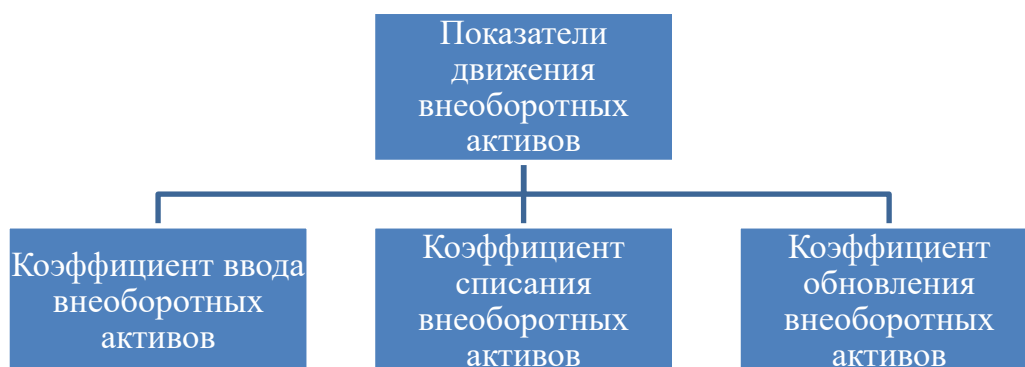 Показатели
движения
внеоборотных
активов
Коэффициент ввода
внеоборотных
активов
Коэффициент
списания
внеоборотных
активов
Коэффициент
обновления
внеоборотных
активов